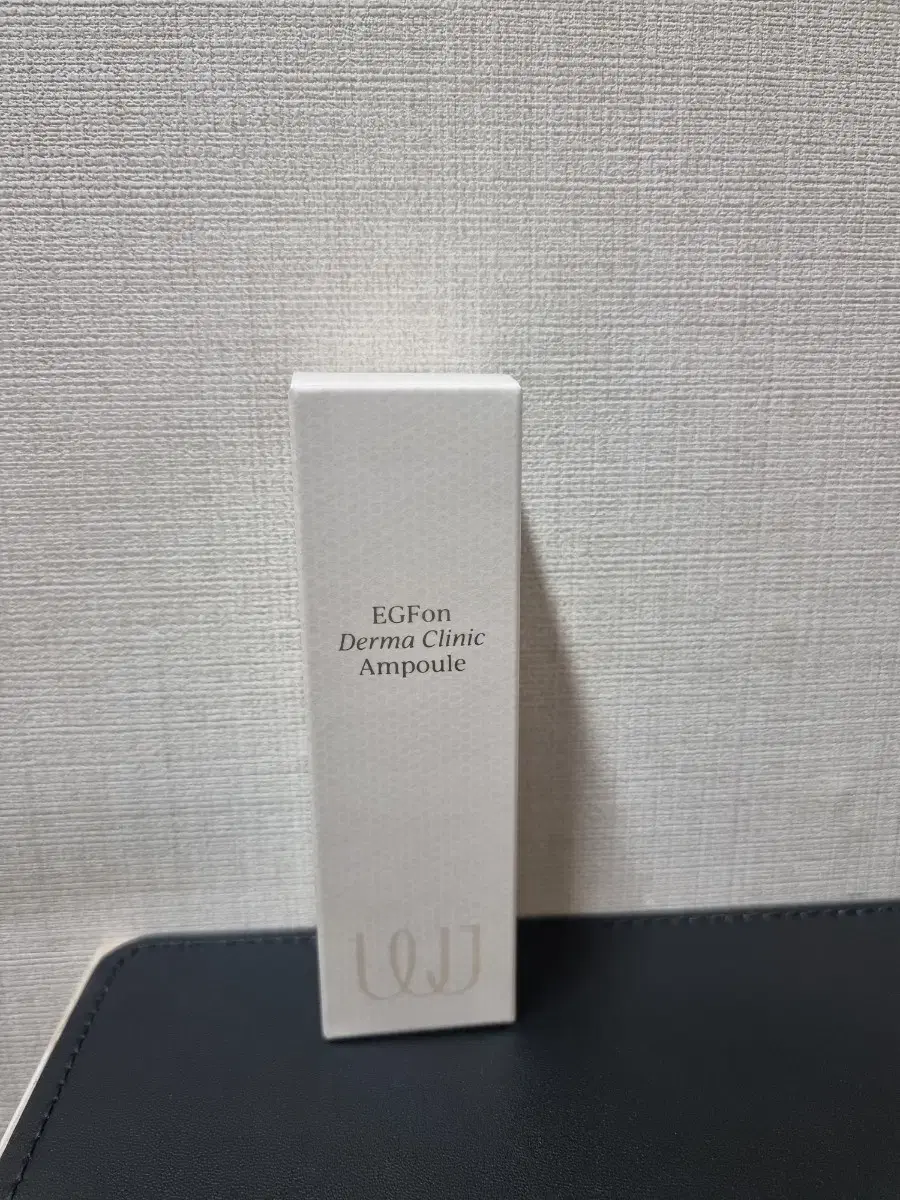 EGFon
Derma Clinic
Ampoule